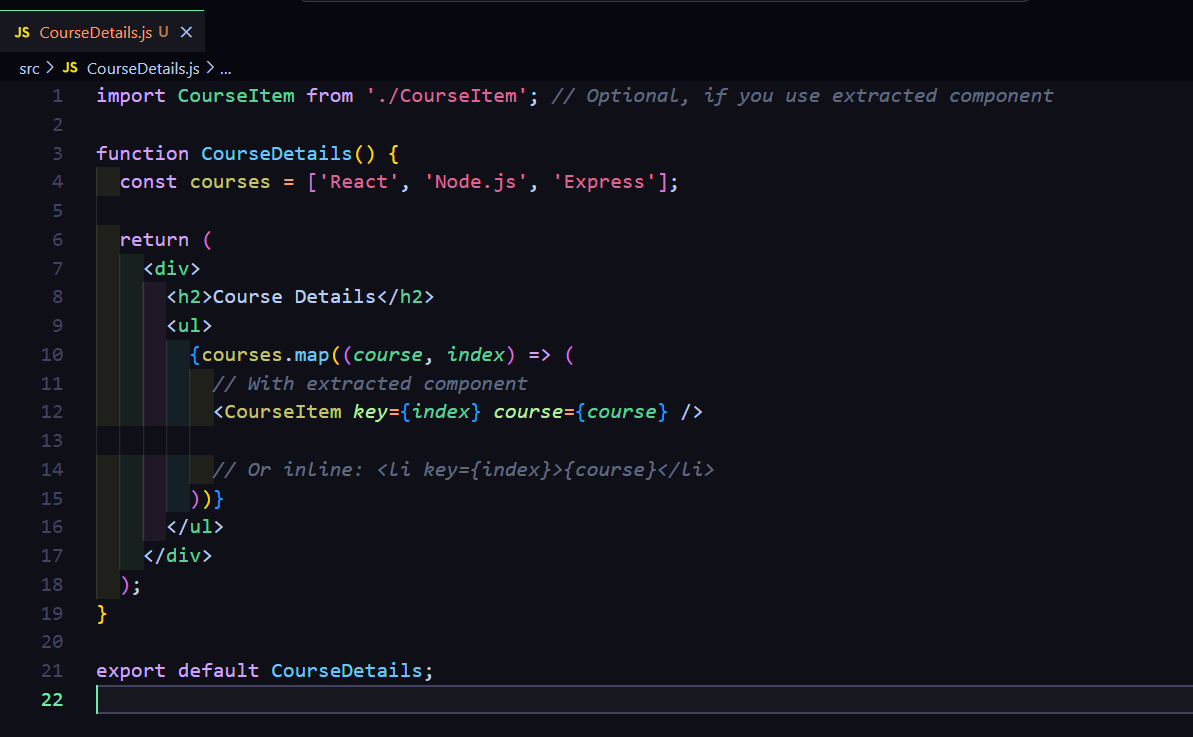 JS CourseDetails.js U ×
src > JS CourseDetails.js > ...
1 import CourseItem from './CourseItem'; // Optional, if you use extracted component
2
3 function CourseDetails() {
4   const courses = ['React', 'Node.js', 'Express'];
5
6   return (
7     <div>
8       <h2>Course Details</h2>
9       <ul>
10         {courses.map((course, index) => (
11           // With extracted component
12           <CourseItem key={index} course={course} />
13
14           // Or inline: <li key={index}>{course}</li>
15         ))}
16       </ul>
17     </div>
18   );
19 }
20
21 export default CourseDetails;
22